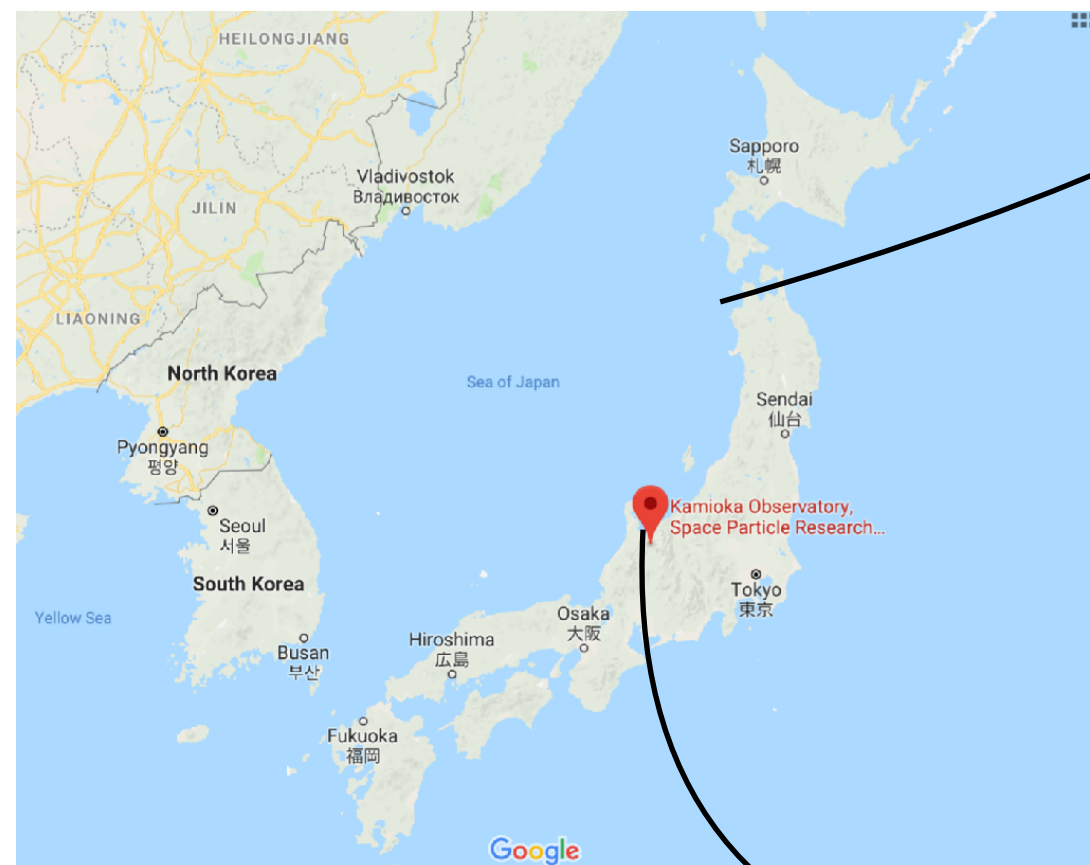 HEILONGJIANG
Sapporo
札幌
Vladivostok
Владивосток
JILIN
LIAONING
North Korea
Sea of Japan
Sendai
仙台
Pyongyang
평양
Kamioka Observatory,
Space Particle Research...
Seoul
서울
South Korea
Tokyo
東京
Yellow Sea
Osaka
大阪
Hiroshima
広島
Busan
부산
Fukuoka
福岡
Google